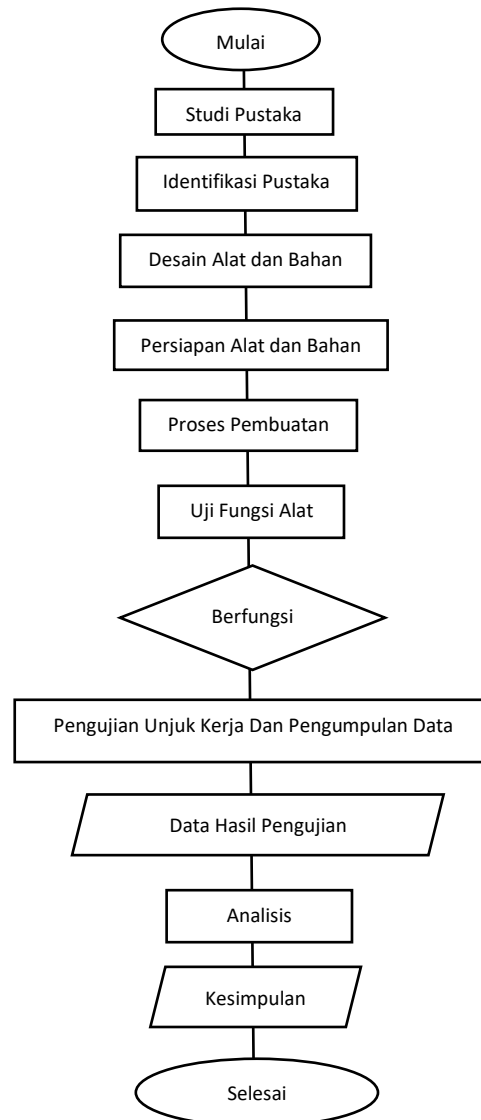 Mulai
Studi Pustaka
Identifikasi Pustaka
Desain Alat dan Bahan
Persiapan Alat dan Bahan
Proses Pembuatan
Uji Fungsi Alat
Berfungsi
Pengujian Unjuk Kerja Dan Pengumpulan Data
Data Hasil Pengujian
Analisis
Kesimpulan
Selesai